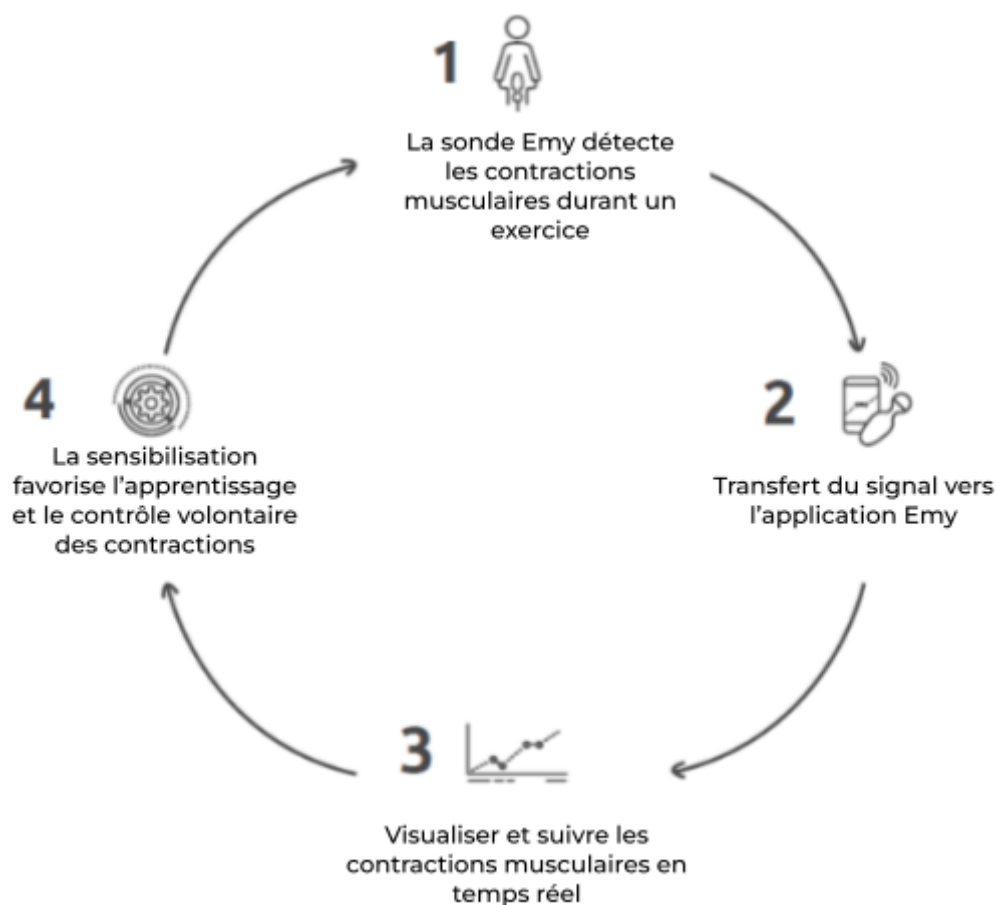 1
La sonde Emy détecte
les contractions
musculaires durant un
exercice
2
Transfert du signal vers
l'application Emy
3
Visualiser et suivre les
contractions musculaires en
temps réel
4
La sensibilisation
favorise l'apprentissage
et le contrôle volontaire
des contractions